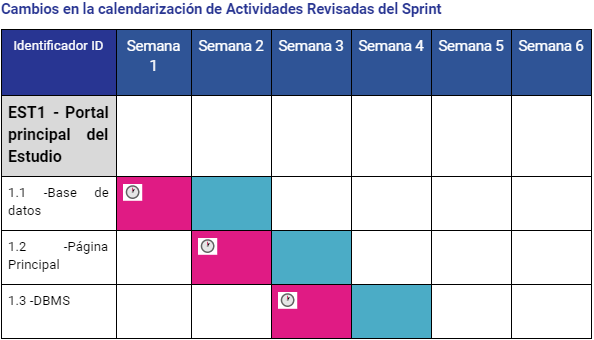 Cambios en la calendarización de Actividades Revisadas del Sprint
Identificador ID
Semana
1
Semana 2
Semana 3
Semana 4
Semana 5
Semana 6
EST1 - Portal
principal del
Estudio
1.1 -Base de
datos
1.2 -Página
Principal
1.3 -DBMS